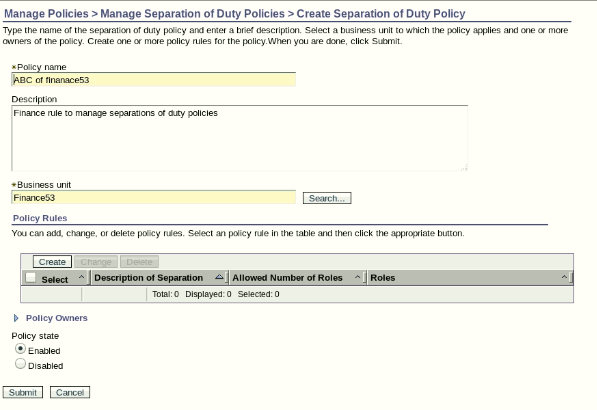 Manage Policies > Manage Separation of Duty Policies > Create Separation of Duty Policy
Type the name of the separation of duty policy and enter a brief description. Select a business unit to which the policy applies and one or more
owners of the policy. Create one or more policy rules for the policy.When you are done, click Submit.
*Policy name
ABC of finanace53
Description
Finance rule to manage separations of duty policies
*Business unit
Finance53 Search...
Policy Rules
You can add, change, or delete policy rules. Select an policy rule in the table and then click the appropriate button.
Create Change Delete
Select ^ Description of Separation Allowed Number of Roles ^ Roles ^
Total: 0 Displayed: 0 Selected: 0
Policy Owners
Policy state
Enabled
Disabled
Submit Cancel